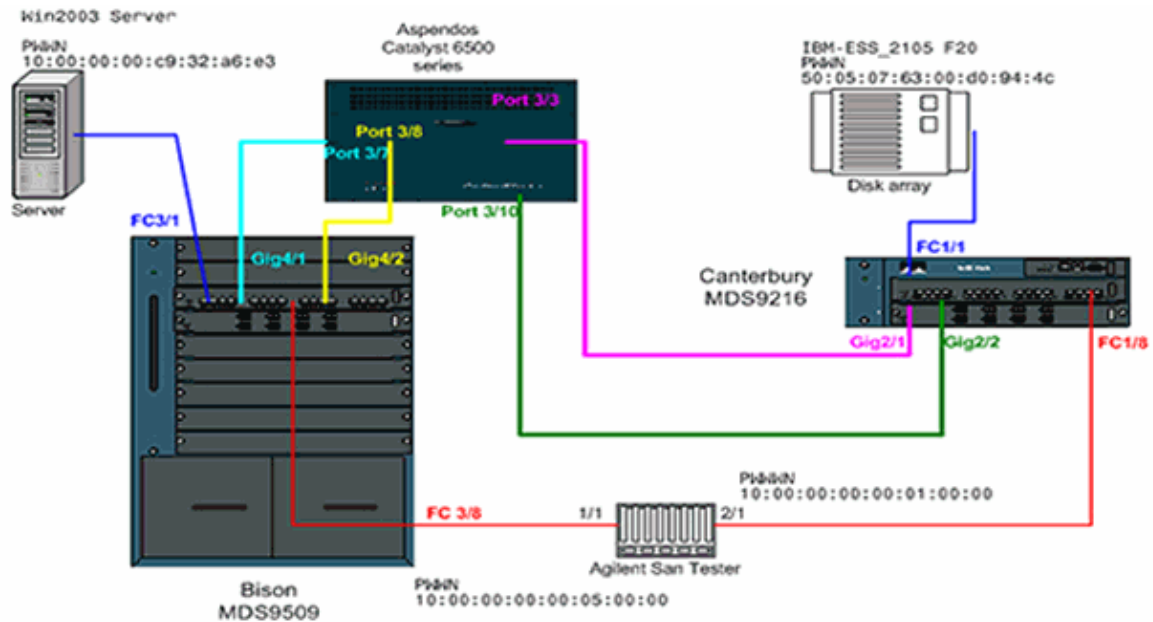 Win2003 Server
PWWN
10:00:00:00:c9:32:a6:e3
Server
Aspendos
Catalyst 6500
series
Port 3/3
Port 3/8
Port 3/7
Port 3/10
IBM-ESS_2105 F20
PWWN
50:05:07:63:00:d0:94:4c
Disk array
FC3/1
Gig4/1
Gig4/2
FC1/1
Canterbury
MDS9216
Gig2/1
Gig2/2
FC1/8
PWWN
10:00:00:00:00:01:00:00
FC 3/8
1/1
2/1
Agilent San Tester
Bison
MDS9509
PWWN
10:00:00:00:00:05:00:00